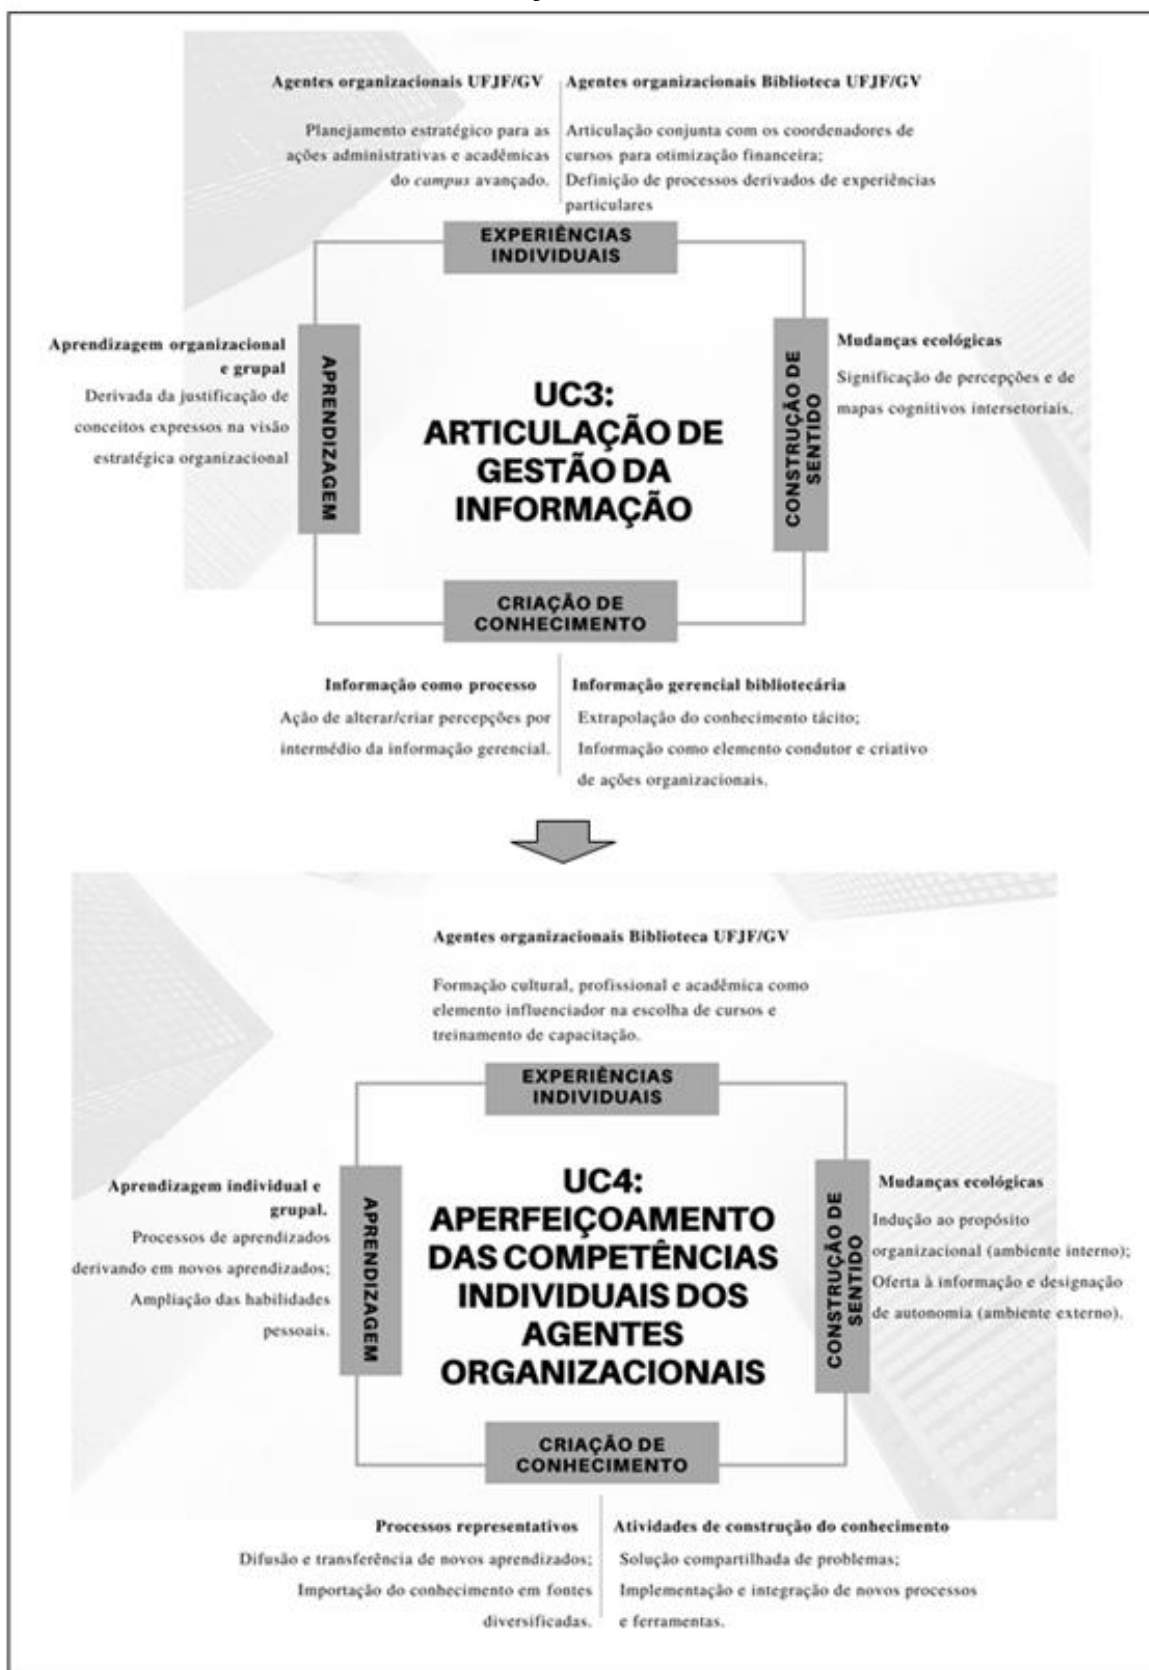 Agentes organizacionais UFJF/GV
Planejamento estratégico para as
ações administrativas e acadêmicas
do campus avançado.
Agentes organizacionais Biblioteca UFJF/GV
Articulação conjunta com os coordenadores de
cursos para otimização financeira;
Definição de processos derivados de experiências
particulares
EXPERIÊNCIAS
INDIVIDUAIS
Aprendizagem organizacional
e grupal
Derivada da justificação de
conceitos expressos na visão
estratégica organizacional
APRENDIZAGEM
UC3:
ARTICULAÇÃO DE
GESTÃO DA
INFORMAÇÃO
CONSTRUÇÃO DE
SENTIDO
Mudanças ecológicas
Significação de percepções e de
mapas cognitivos intersetoriais.
CRIAÇÃO DE
CONHECIMENTO
Informação como processo
Ação de alterar/criar percepções por
intermédio da informação gerencial.
Informação gerencial bibliotecária
Extrapolação do conhecimento tácito;
Informação como elemento condutor e criativo
de ações organizacionais.
Agentes organizacionais Biblioteca UFJF/GV
Formação cultural, profissional e acadêmica como
elemento influenciador na escolha de cursos e
treinamento de capacitação.
EXPERIÊNCIAS
INDIVIDUAIS
Aprendizagem individual e
grupal.
Processos de aprendizados
derivando em novos aprendizados;
Ampliação das habilidades
pessoais.
APRENDIZAGEM
UC4:
APERFEIÇOAMENTO
DAS COMPETÊNCIAS
INDIVIDUAIS DOS
AGENTES
ORGANIZACIONAIS
CONSTRUÇÃO DE
SENTIDO
Mudanças ecológicas
Indução ao propósito
organizacional (ambiente interno);
Oferta à informação e designação
de autonomia (ambiente externo).
CRIAÇÃO DE
CONHECIMENTO
Processos representativos
Difusão e transferência de novos aprendizados;
Importação do conhecimento em fontes
diversificadas.
Atividades de construção do conhecimento
Solução compartilhada de problemas;
Implementação e integração de novos processos
e ferramentas.